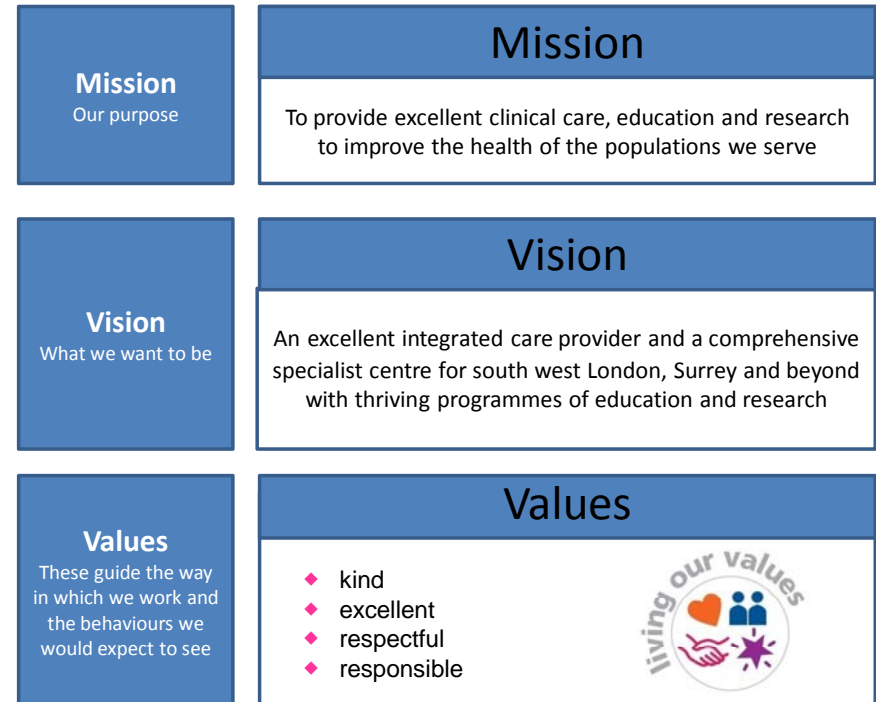 Mission
Our purpose
Mission
To provide excellent clinical care, education and research
to improve the health of the populations we serve
Vision
What we want to be
Vision
An excellent integrated care provider and a comprehensive
specialist centre for south west London, Surrey and beyond
with thriving programmes of education and research
Values
These guide the way
in which we work and
the behaviours we
would expect to see
Values
kind
excellent
respectful
responsible
living our values